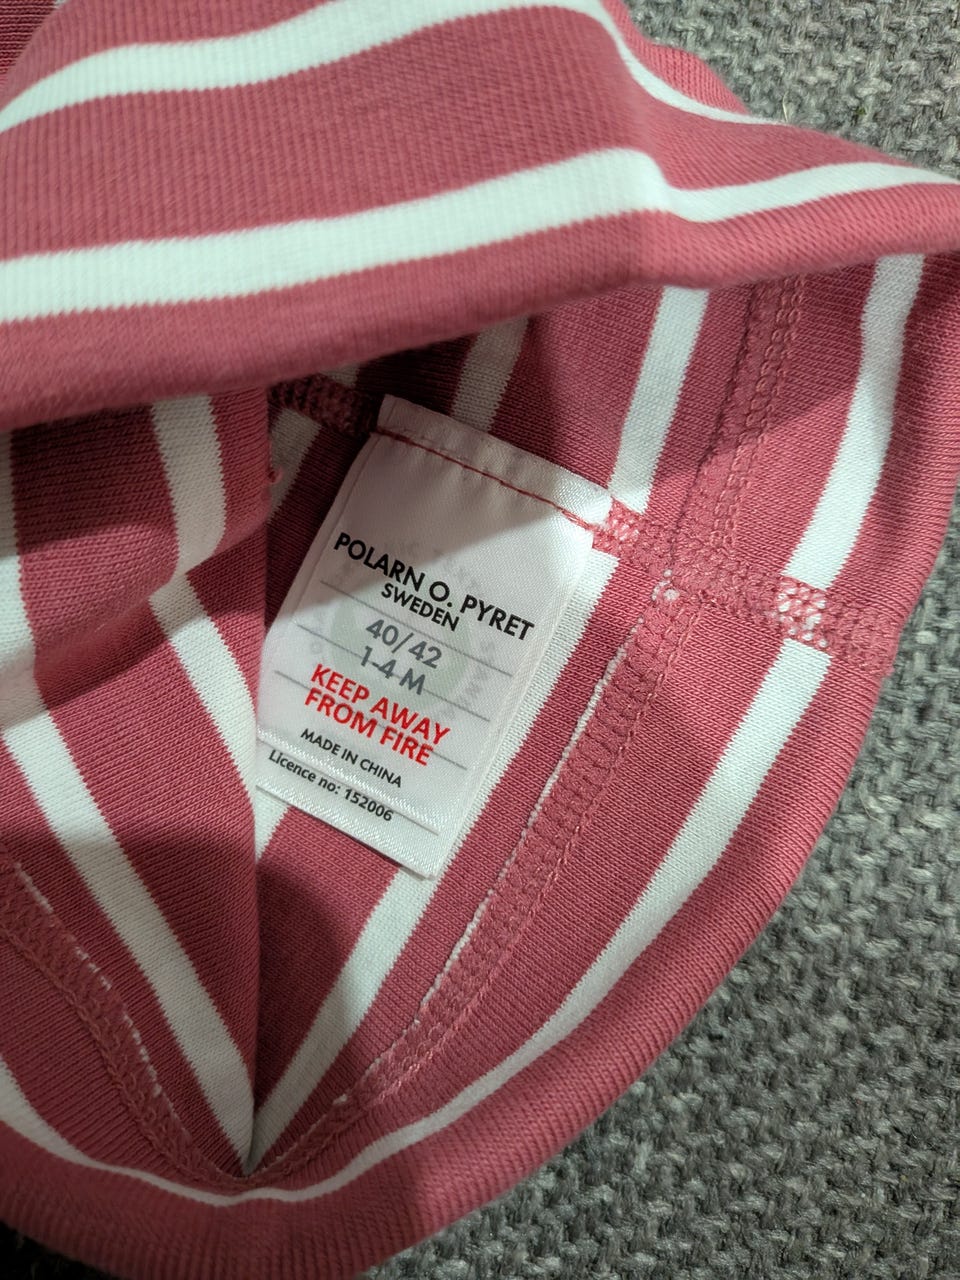 POLARN O. PYRET
SWEDEN
40/42
1-4 M
KEEP AWAY
FROM FIRE
MADE IN CHINA
Licence no: 152006